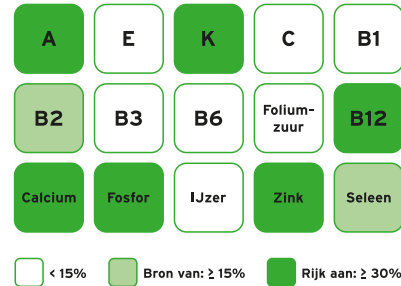 A E K C B1
B2 B3 B6 Folium-
zuur B12
Calcium Fosfor IJzer Zink Seleen
< 15% Bron van: ≥ 15% Rijk aan: ≥ 30%